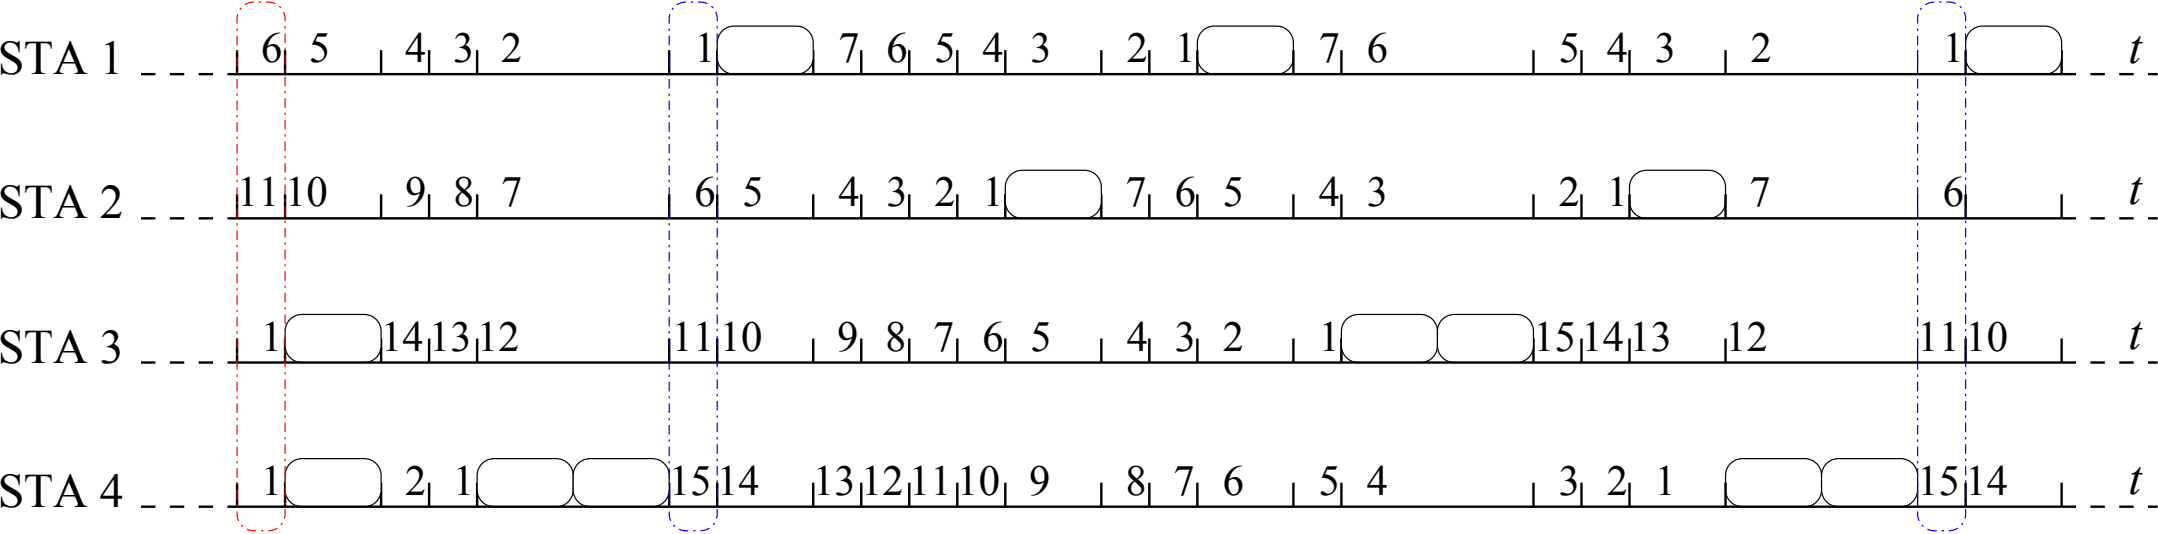 STA 1 6 5 4 3 2 1 7 6 5 4 3 2 1 7 6 5 4 3 2 1 t
STA 2 11 10 9 8 7 6 5 4 3 2 1 7 6 5 4 3 2 1 7 6 t
STA 3 1 14 13 12 11 10 9 8 7 6 5 4 3 2 1 15 14 13 12 11 10 t
STA 4 1 2 1 15 14 13 12 11 10 9 8 7 6 5 4 3 2 1 15 14 t